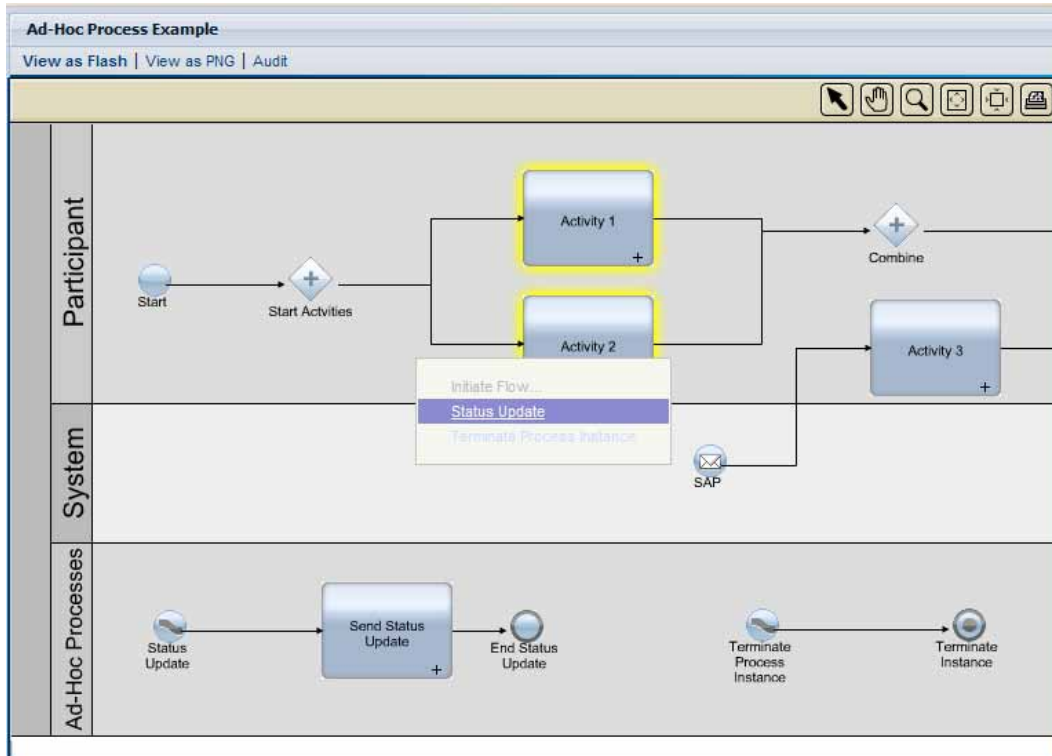 Ad-Hoc Process Example
View as Flash | View as PNG | Audit
Participant
Start
Start Actvities
Activity 1
Activity 2
Combine
Activity 3
Initiate Flow...
Status Update
Terminate Process Instance
System
SAP
Ad-Hoc Processes
Status
Update
Send Status
Update
End Status
Update
Terminate
Process
Instance
Terminate
Instance